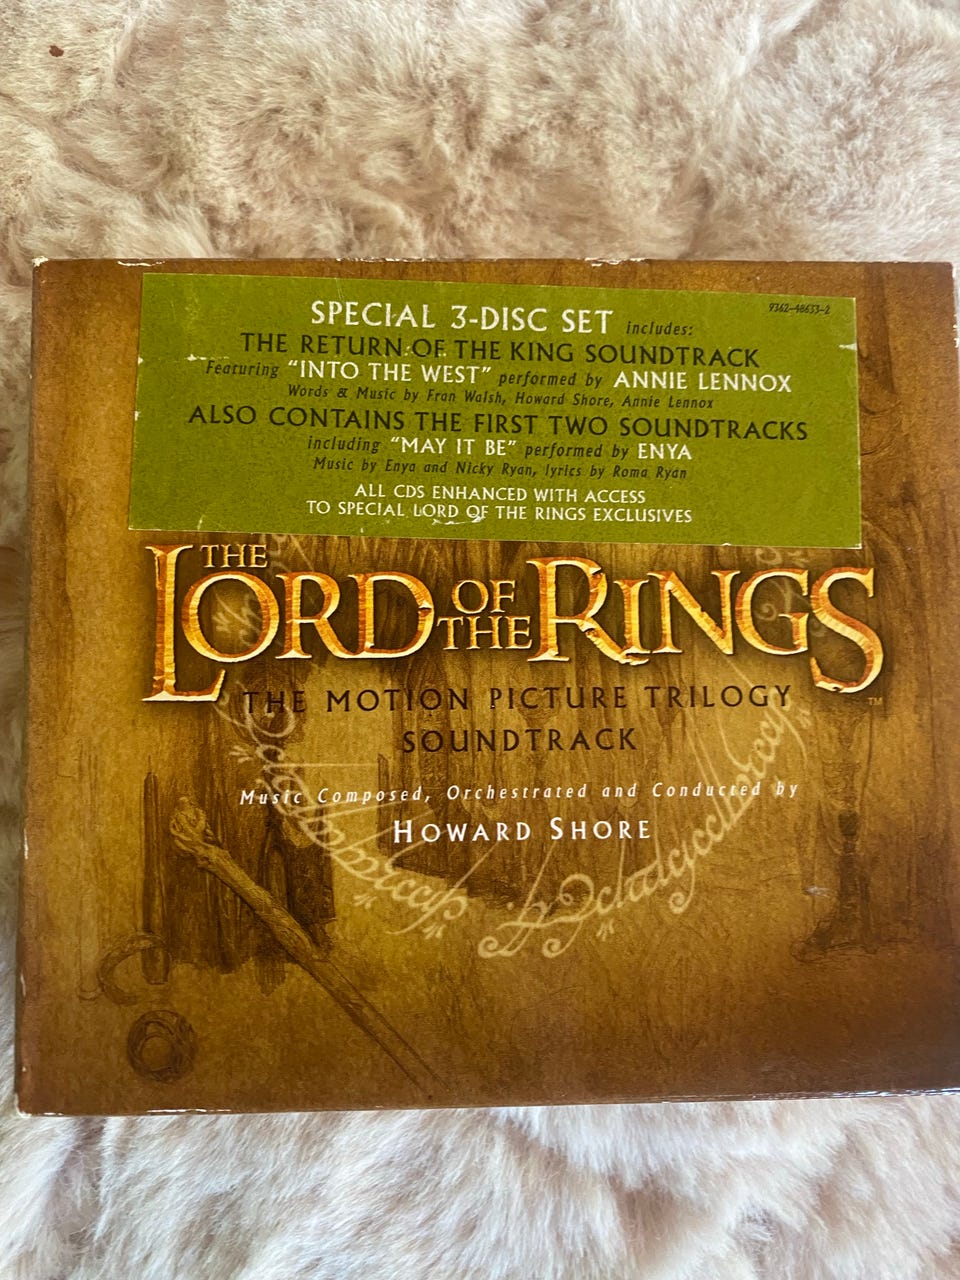 9362-48633-2
SPECIAL 3-DISC SET includes:
THE RETURN OF THE KING SOUNDTRACK
Featuring "INTO THE WEST" performed by ANNIE LENNOX
Words & Music by Fran Walsh, Howard Shore, Annie Lennox
ALSO CONTAINS THE FIRST TWO SOUNDTRACKS
including "MAY IT BE" performed by ENYA
Music by Enya and Nicky Ryan, lyrics by Roma Ryan
ALL CDS ENHANCED WITH ACCESS
TO SPECIAL LORD OF THE RINGS EXCLUSIVES
THE LORD OF THE RINGS™
THE MOTION PICTURE TRILOGY
SOUNDTRACK
Music Composed, Orchestrated and Conducted by
HOWARD SHORE